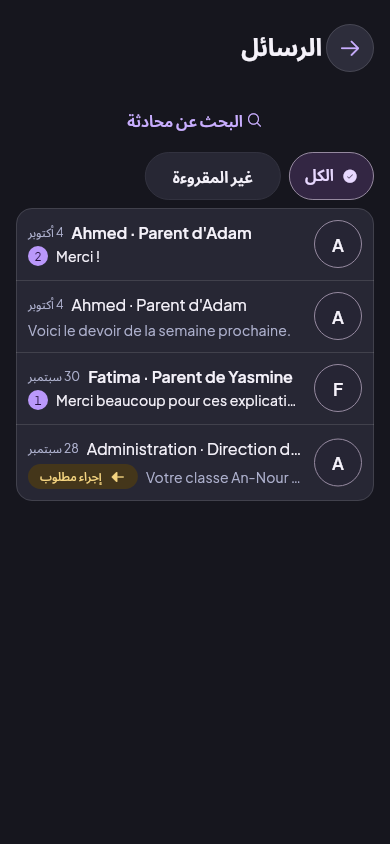 الرسائل
البحث عن محادثة
الكل
غير المقروءة
A
Ahmed · Parent d'Adam 4 أكتوبر
Merci ! 2
A
Ahmed · Parent d'Adam 4 أكتوبر
Voici le devoir de la semaine prochaine.
F
Fatima · Parent de Yasmine 30 سبتمبر
Merci beaucoup pour ces explicati… 1
A
Administration · Direction d… 28 سبتمبر
Votre classe An-Nour … إجراء مطلوب